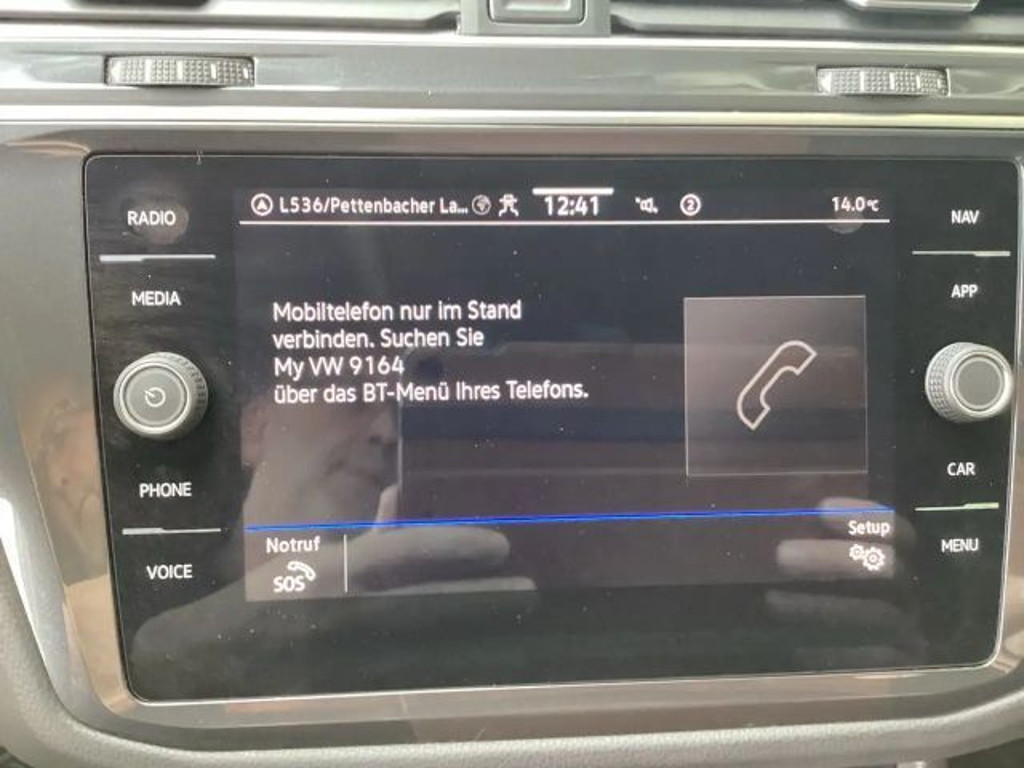 L536/Pettenbacher La... 12:41 2 14.0°C
RADIO
NAV
MEDIA
APP
Mobiltelefon nur im Stand
verbinden. Suchen Sie
My VW 9164
über das BT-Menü Ihres Telefons.
PHONE
CAR
Notruf
SOS
Setup
VOICE
MENU